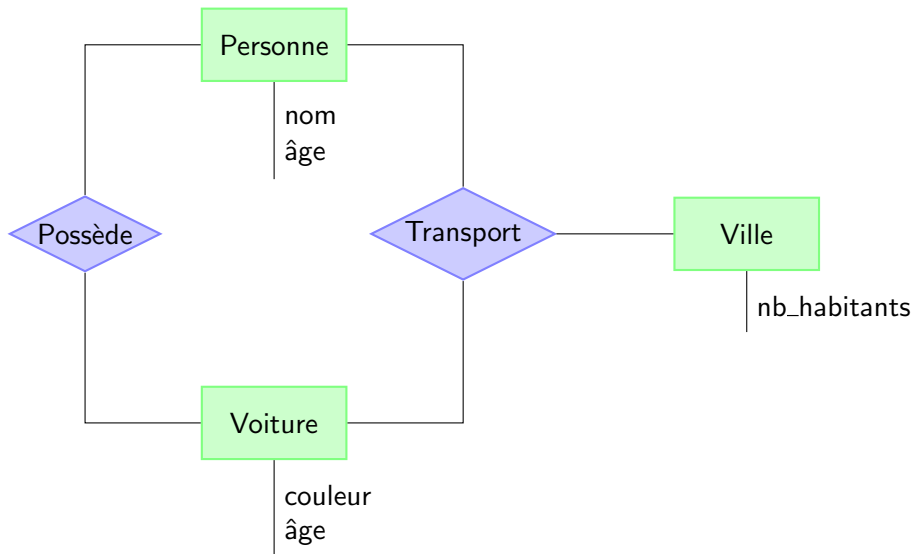 Personne
nom
âge
Possède
Transport
Ville
nb_habitants
Voiture
couleur
âge